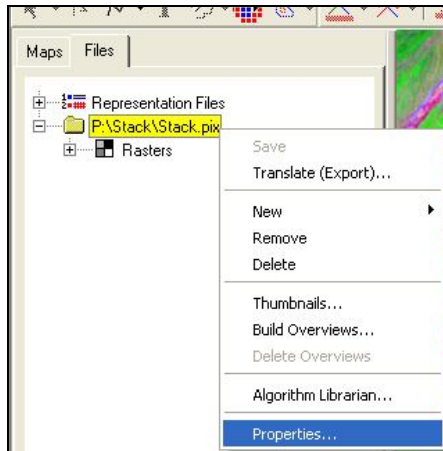 Maps Files
Representation Files
P:\Stack\Stack.pix
Rasters
Save
Translate (Export)...
New
Remove
Delete
Thumbnails...
Build Overviews...
Delete Overviews
Algorithm Librarian...
Properties...